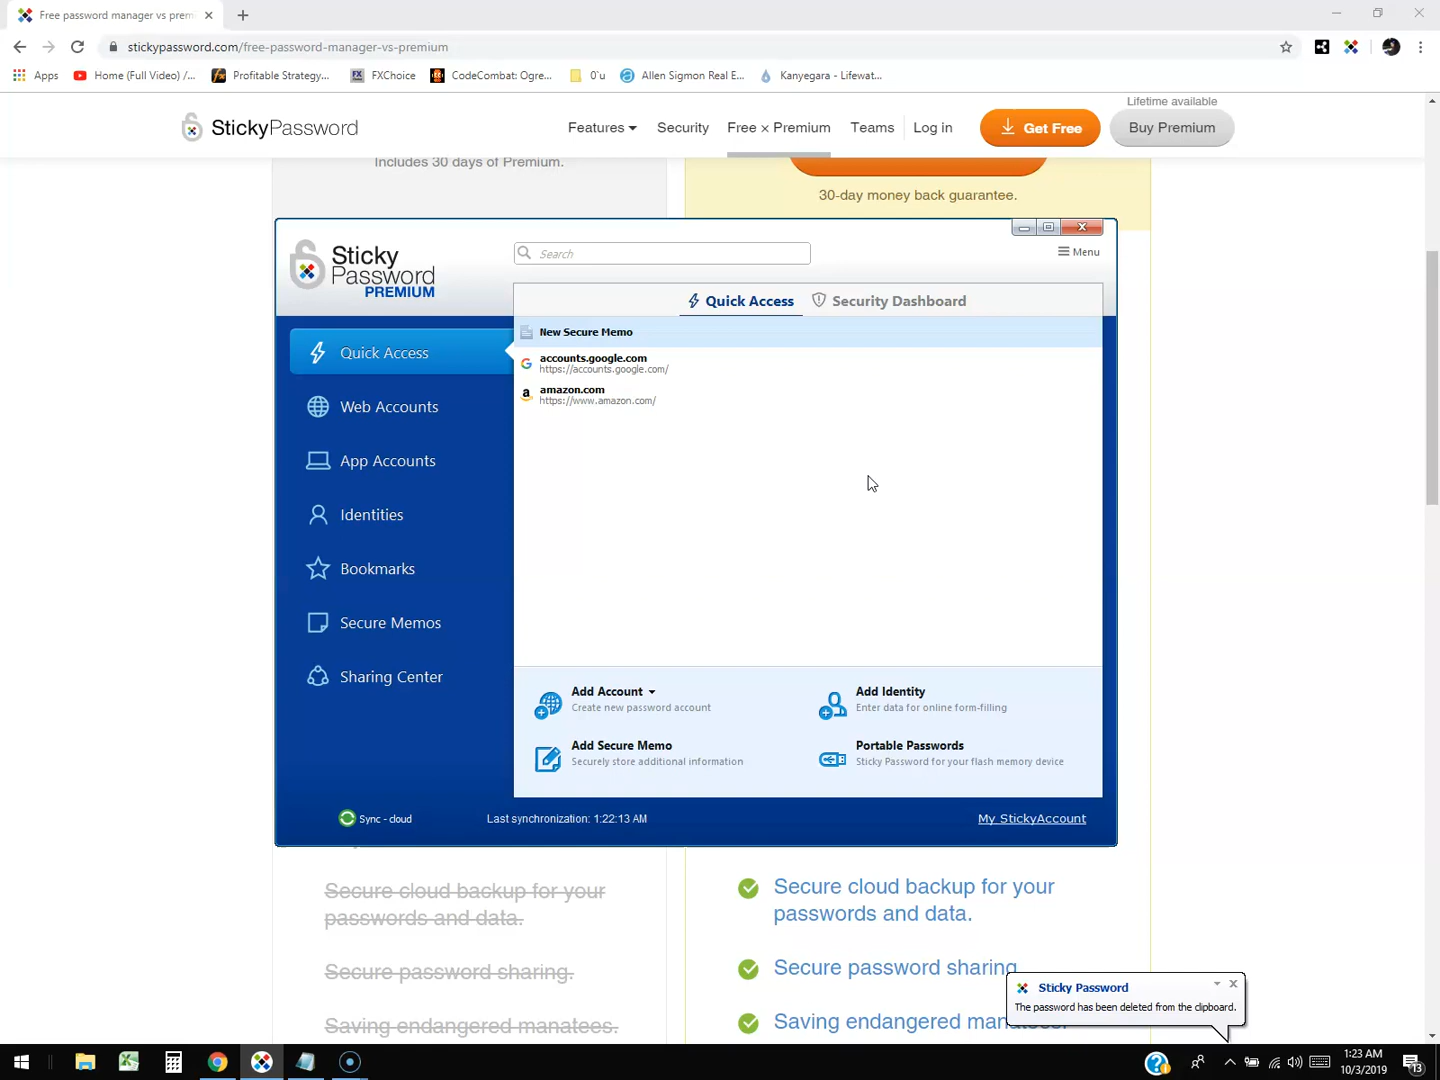 Free password manager vs prem
stickypassword.com/free-password-manager-vs-premium
Apps
Home (Full Video) /...
Profitable Strategy...
FXChoice
CodeCombat: Ogre...
0`u
Allen Sigmon Real E...
Kanyegara - Lifewat...
StickyPassword
Features
Security
Free × Premium
Teams
Log in
Get Free
Lifetime available
Buy Premium
Includes 30 days of Premium.
30-day money back guarantee.
Sticky
Password
PREMIUM
Search
Menu
Quick Access
Security Dashboard
Quick Access
Web Accounts
App Accounts
Identities
Bookmarks
Secure Memos
Sharing Center
New Secure Memo
accounts.google.com
https://accounts.google.com/
amazon.com
https://www.amazon.com/
Add Account
Create new password account
Add Identity
Enter data for online form-filling
Add Secure Memo
Securely store additional information
Portable Passwords
Sticky Password for your flash memory device
Sync - cloud
Last synchronization: 1:22:13 AM
My StickyAccount
Secure cloud backup for your
passwords and data.
Secure password sharing.
Saving endangered manatees.
Secure cloud backup for your
passwords and data.
Secure password sharing
Saving endangered
Sticky Password
The password has been deleted from the clipboard.
1:23 AM
10/3/2019
13